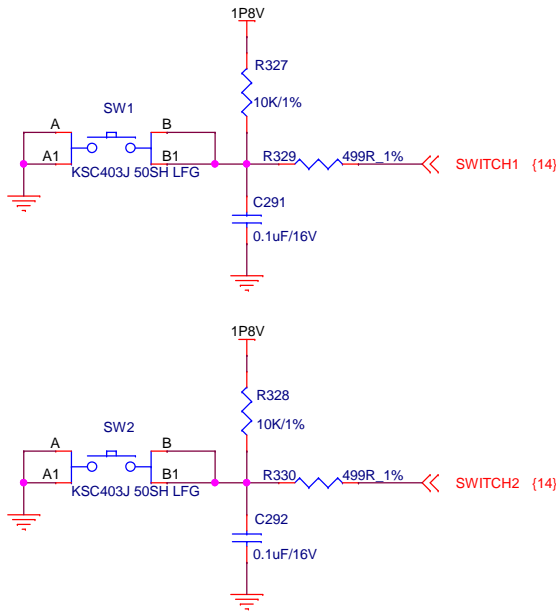 1P8V
R327
10K/1%
SW1
A
B
A1
B1
KSC403J 50SH LFG
R329
499R_1%
SWITCH1 {14}
C291
0.1uF/16V
1P8V
R328
10K/1%
SW2
A
B
A1
B1
KSC403J 50SH LFG
R330
499R_1%
SWITCH2 {14}
C292
0.1uF/16V